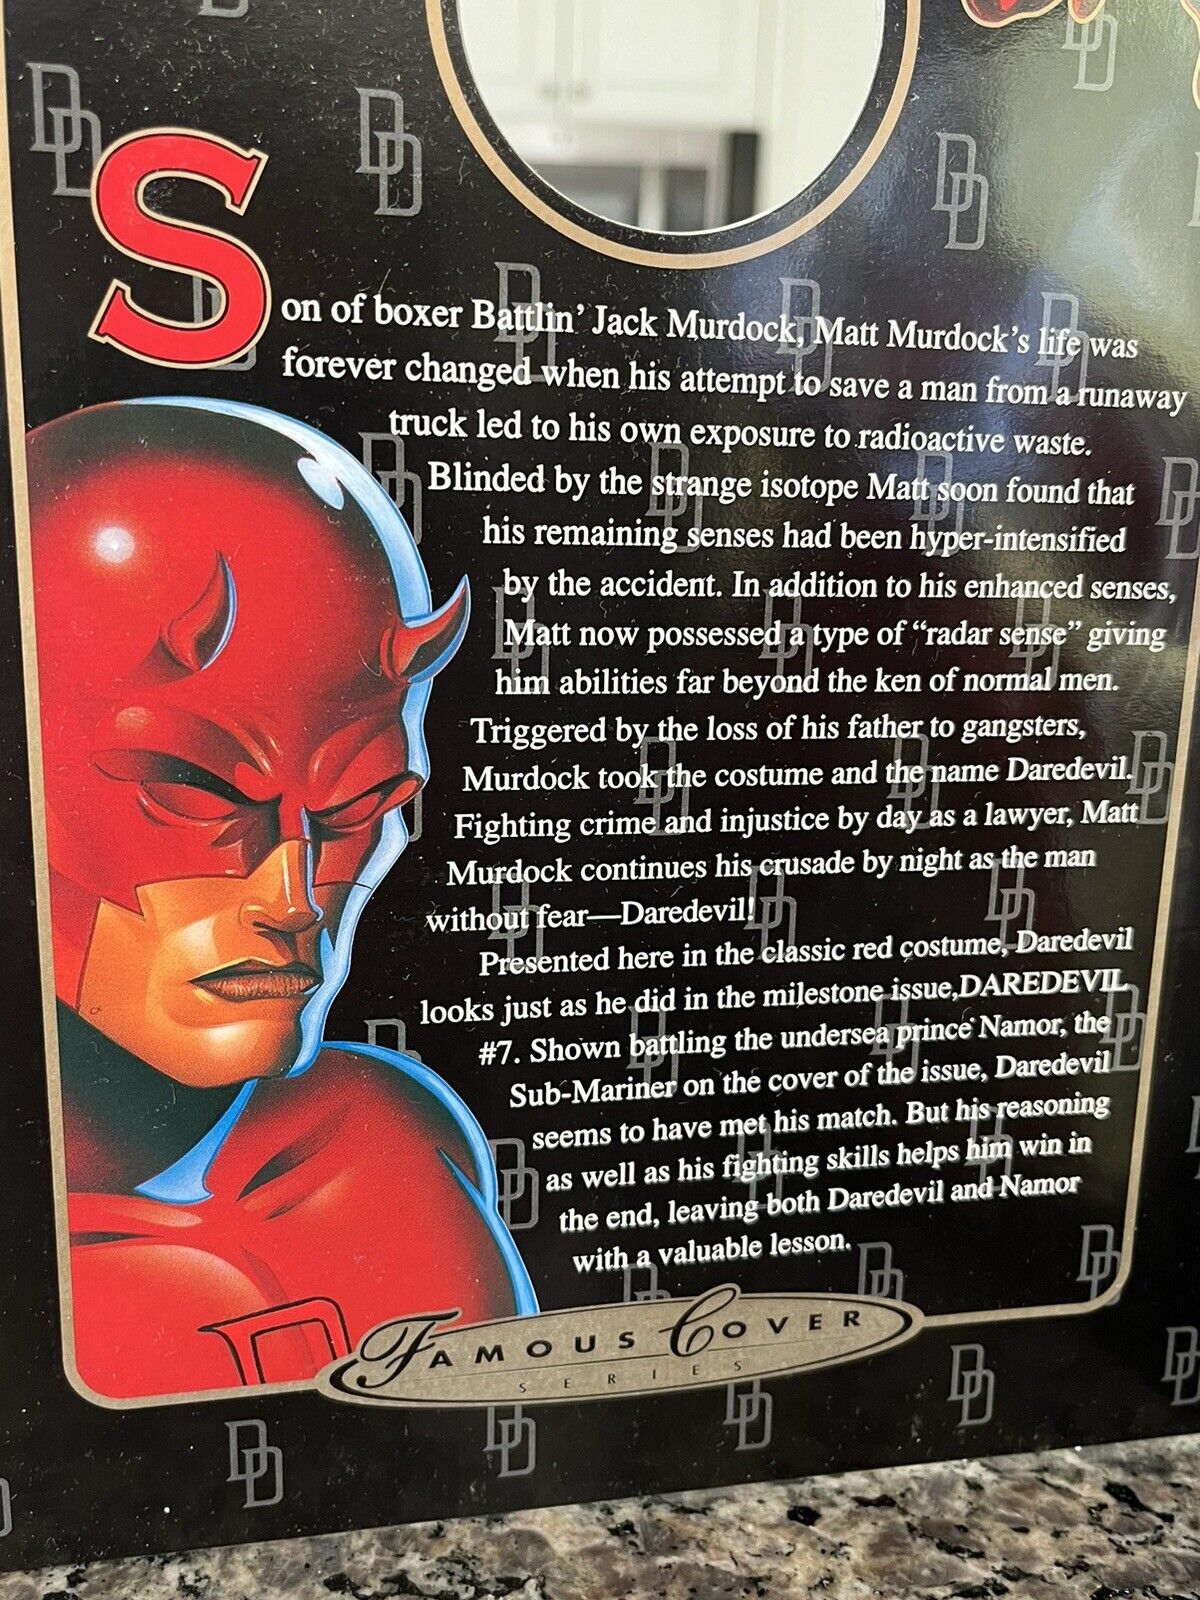 Son of boxer Battlin' Jack Murdock, Matt Murdock's life was
forever changed when his attempt to save a man from a runaway
truck led to his own exposure to radioactive waste.
Blinded by the strange isotope Matt soon found that
his remaining senses had been hyper-intensified
by the accident. In addition to his enhanced senses,
Matt now possessed a type of “radar sense” giving
him abilities far beyond the ken of normal men.
Triggered by the loss of his father to gangsters,
Murdock took the costume and the name Daredevil.
Fighting crime and injustice by day as a lawyer, Matt
Murdock continues his crusade by night as the man
without fear—Daredevil!
Presented here in the classic red costume, Daredevil
looks just as he did in the milestone issue,DAREDEVIL
#7. Shown battling the undersea prince Namor, the
Sub-Mariner on the cover of the issue, Daredevil
seems to have met his match. But his reasoning
as well as his fighting skills helps him win in
the end, leaving both Daredevil and Namor
with a valuable lesson.
FAMOUS COVER
SERIES